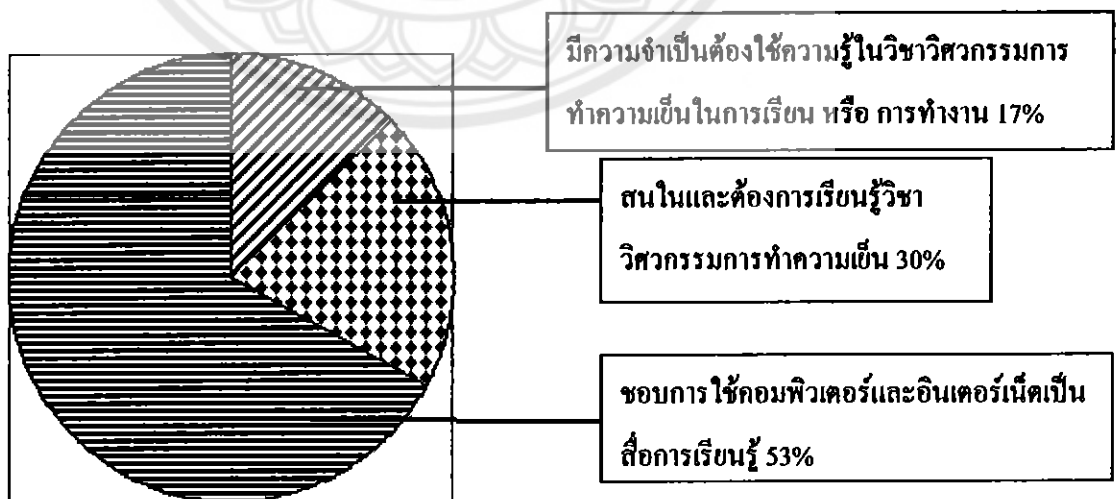 มีความจำเป็นต้องใช้ความรู้ในวิชาวิศวกรรมการ
ทำความเย็นในการเรียน หรือ การทำงาน 17%
สนในและต้องการเรียนรู้วิชา
วิศวกรรมการทำความเย็น 30%
ชอบการใช้คอมพิวเตอร์และอินเตอร์เน็ตเป็น
สื่อการเรียนรู้ 53%